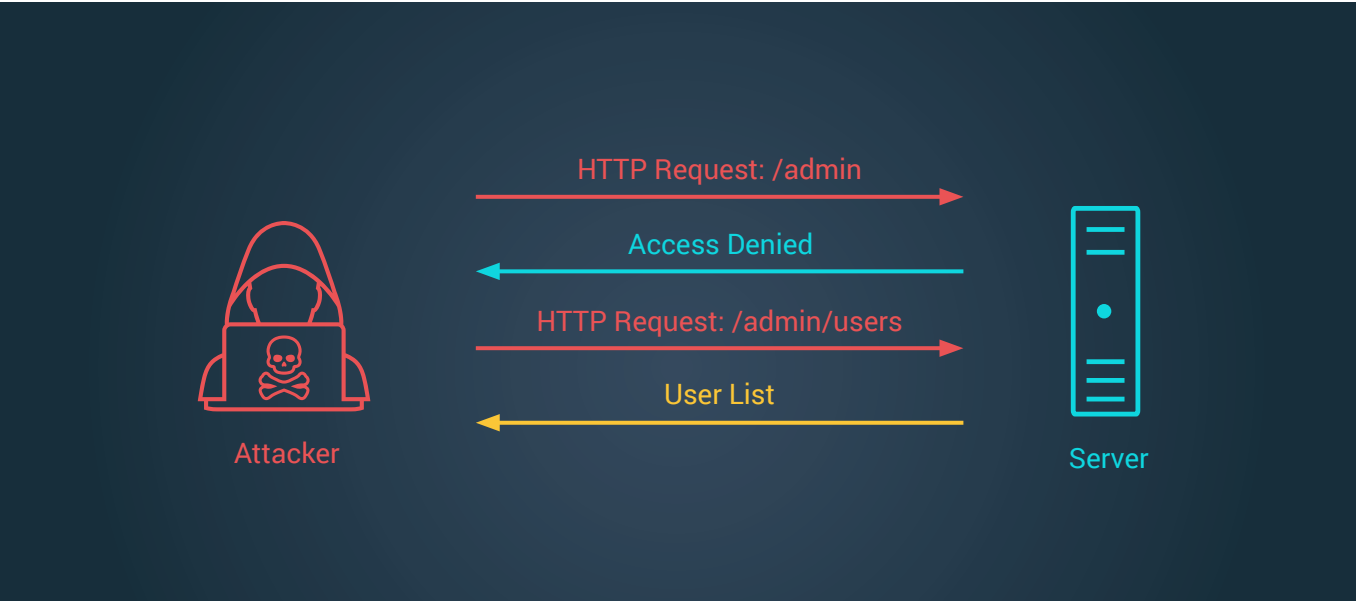 HTTP Request: /admin
Access Denied
HTTP Request: /admin/users
User List
Attacker
Server